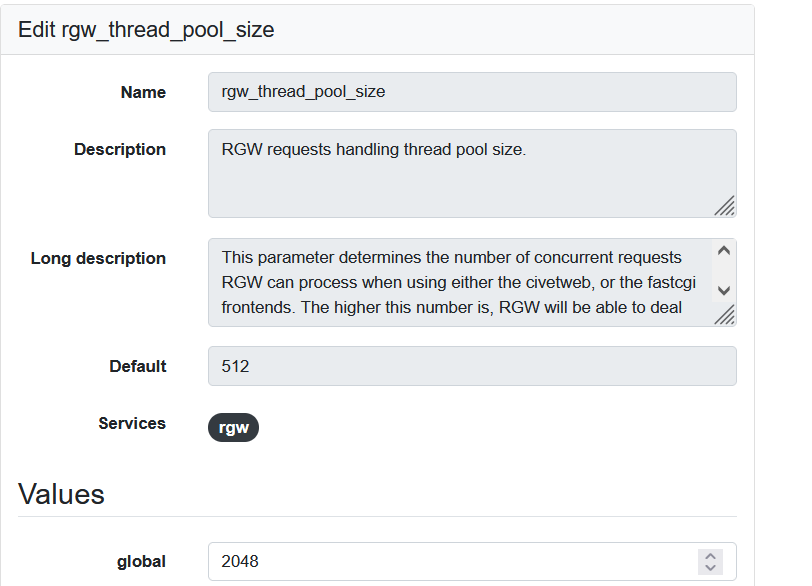 Edit rgw_thread_pool_size
Name
rgw_thread_pool_size
Description
RGW requests handling thread pool size.
Long description
This parameter determines the number of concurrent requests
RGW can process when using either the civetweb, or the fastcgi
frontends. The higher this number is, RGW will be able to deal
Default
512
Services
rgw
Values
global
2048